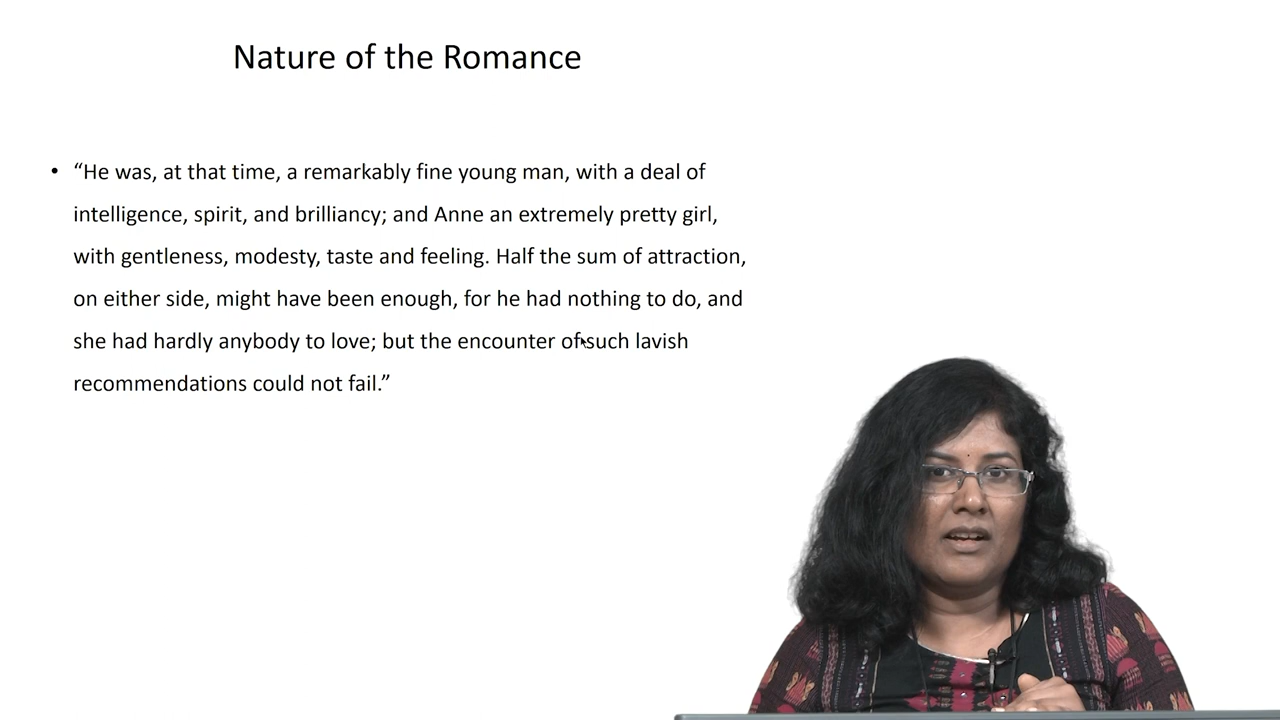 Nature of the Romance
• “He was, at that time, a remarkably fine young man, with a deal of
intelligence, spirit, and brilliancy; and Anne an extremely pretty girl,
with gentleness, modesty, taste and feeling. Half the sum of attraction,
on either side, might have been enough, for he had nothing to do, and
she had hardly anybody to love; but the encounter of such lavish
recommendations could not fail.”